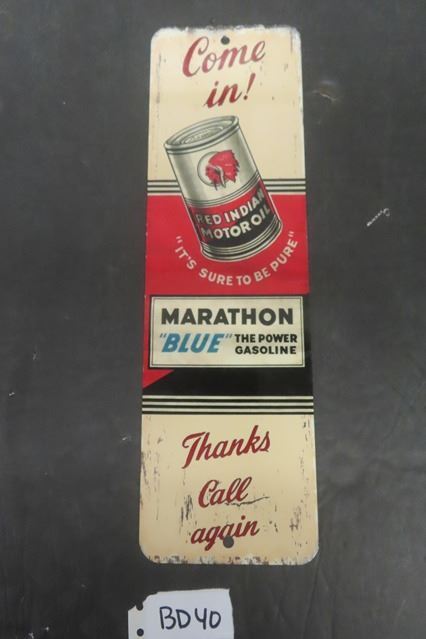 Come
in!
RED INDIAN
MOTOR OIL
"IT'S SURE TO BE PURE"
MARATHON
"BLUE" THE POWER
GASOLINE
Thanks
Call
again
BD40